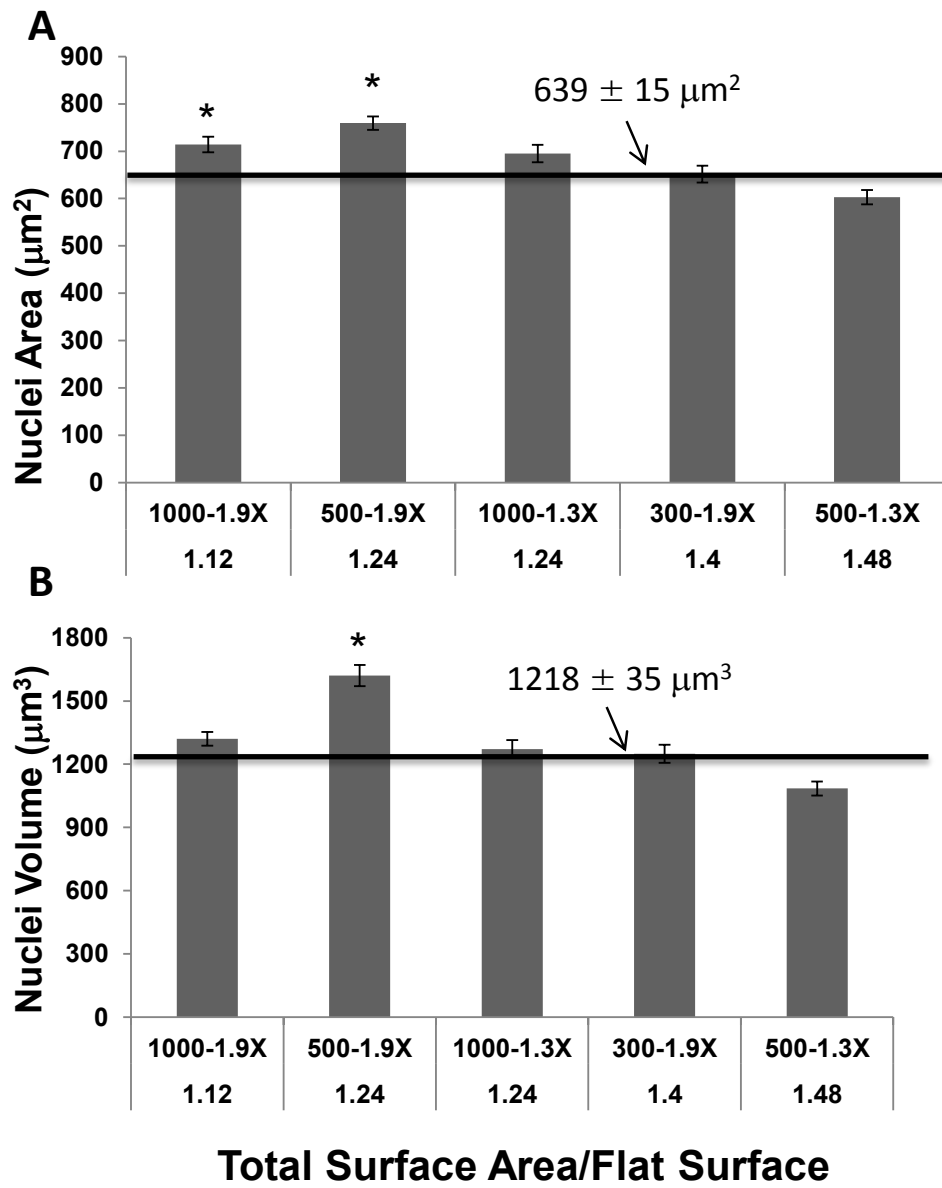 A
900
800
700
600
500
400
300
200
100
0
Nuclei Area (μm²)
* *
639 ± 15 μm²
1000-1.9X 500-1.9X 1000-1.3X 300-1.9X 500-1.3X
1.12 1.24 1.24 1.4 1.48
B
1800
1500
1200
900
600
300
0
Nuclei Volume (μm³)
*
1218 ± 35 μm³
1000-1.9X 500-1.9X 1000-1.3X 300-1.9X 500-1.3X
1.12 1.24 1.24 1.4 1.48
Total Surface Area/Flat Surface